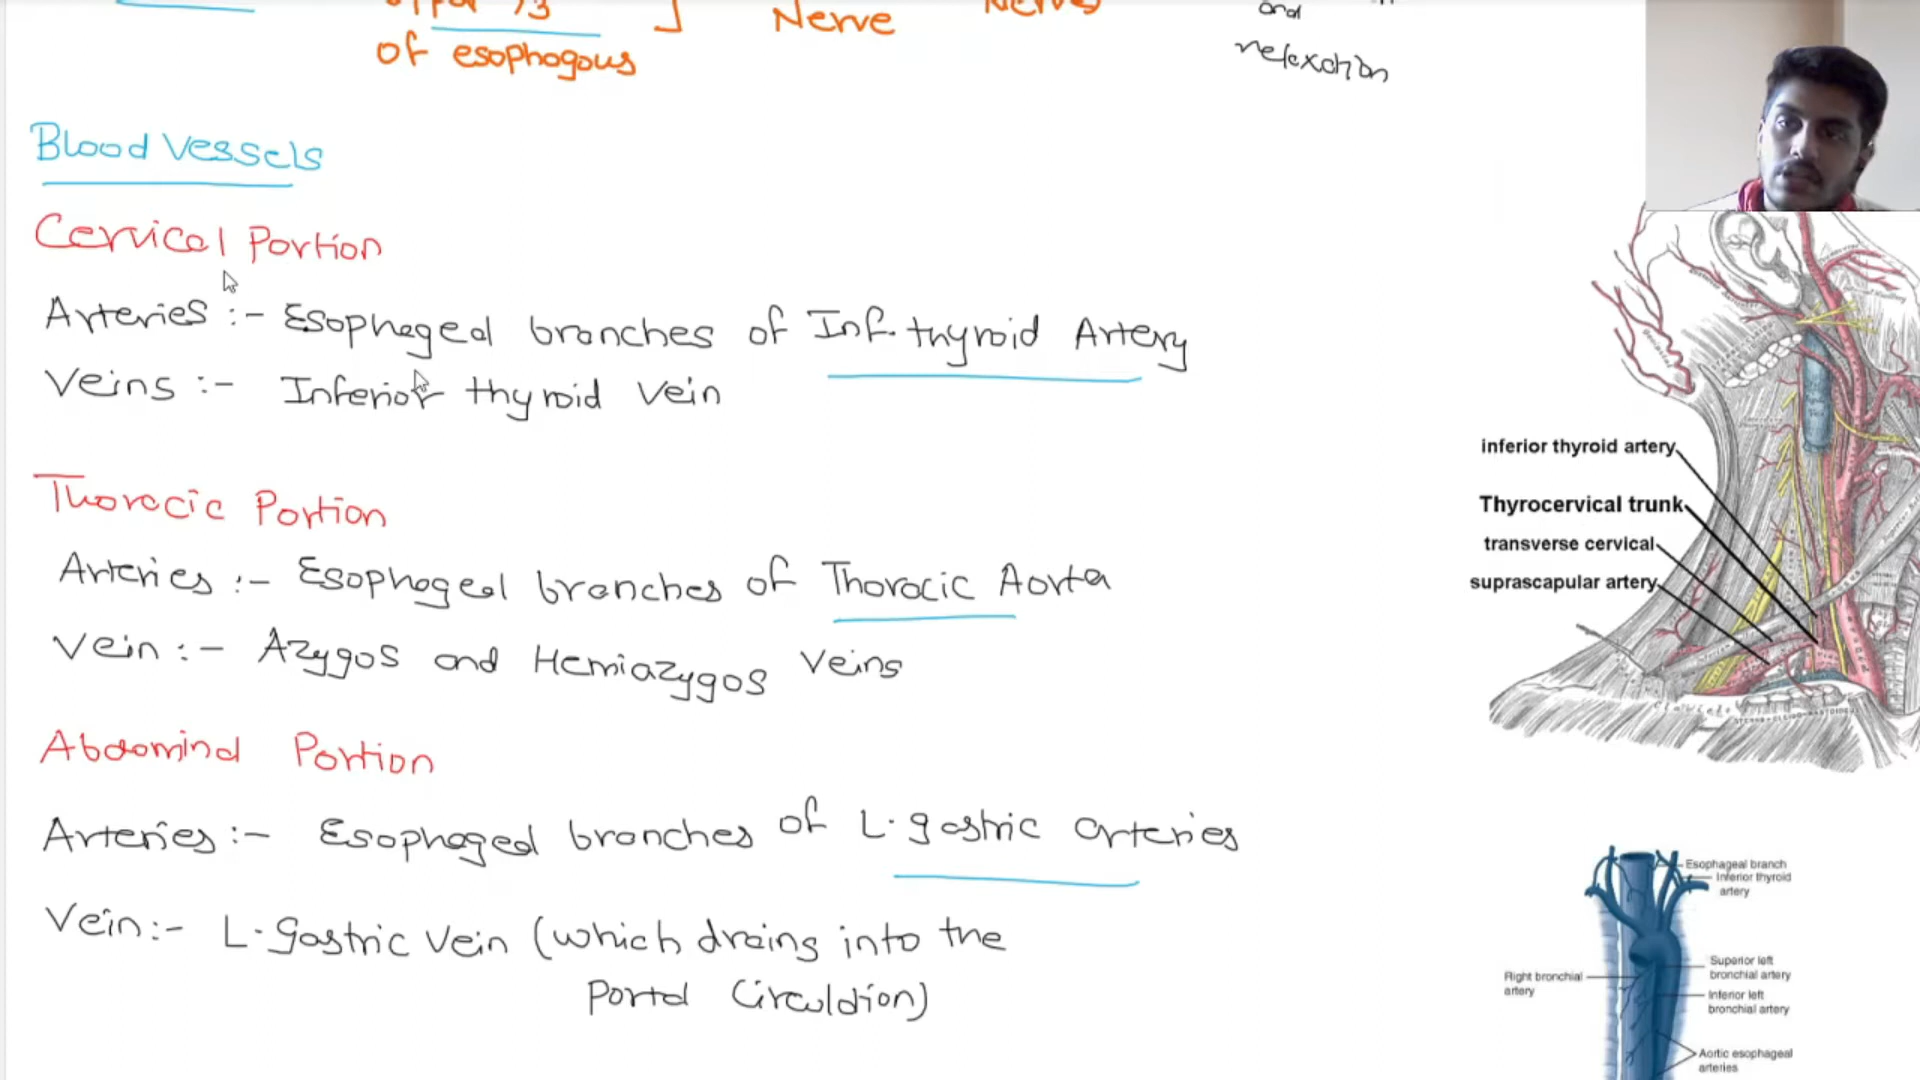 of esophogous
Nerve
and
relexation
Blood Vessels
Cervical Portion
Arteries :- Esophageal branches of Inf. thyroid Artery
Veins :- Inferior thyroid Vein
Thoracic Portion
Arteries :- Esophogeal branches of Thoracic Aorta
Vein :- Azygos and Hemiazygos Veins
Abdominal Portion
Arteries :- Esophageal branches of L. gastric arteries
Vein :- L. gastric Vein (which drains into the
Portal Circulation)
inferior thyroid artery
Thyrocervical trunk
transverse cervical
suprascapular artery
Esophageal branch
Inferior thyroid
artery
Right bronchial
artery
Superior left
bronchial artery
Inferior left
bronchial artery
Aortic esophageal
arteries